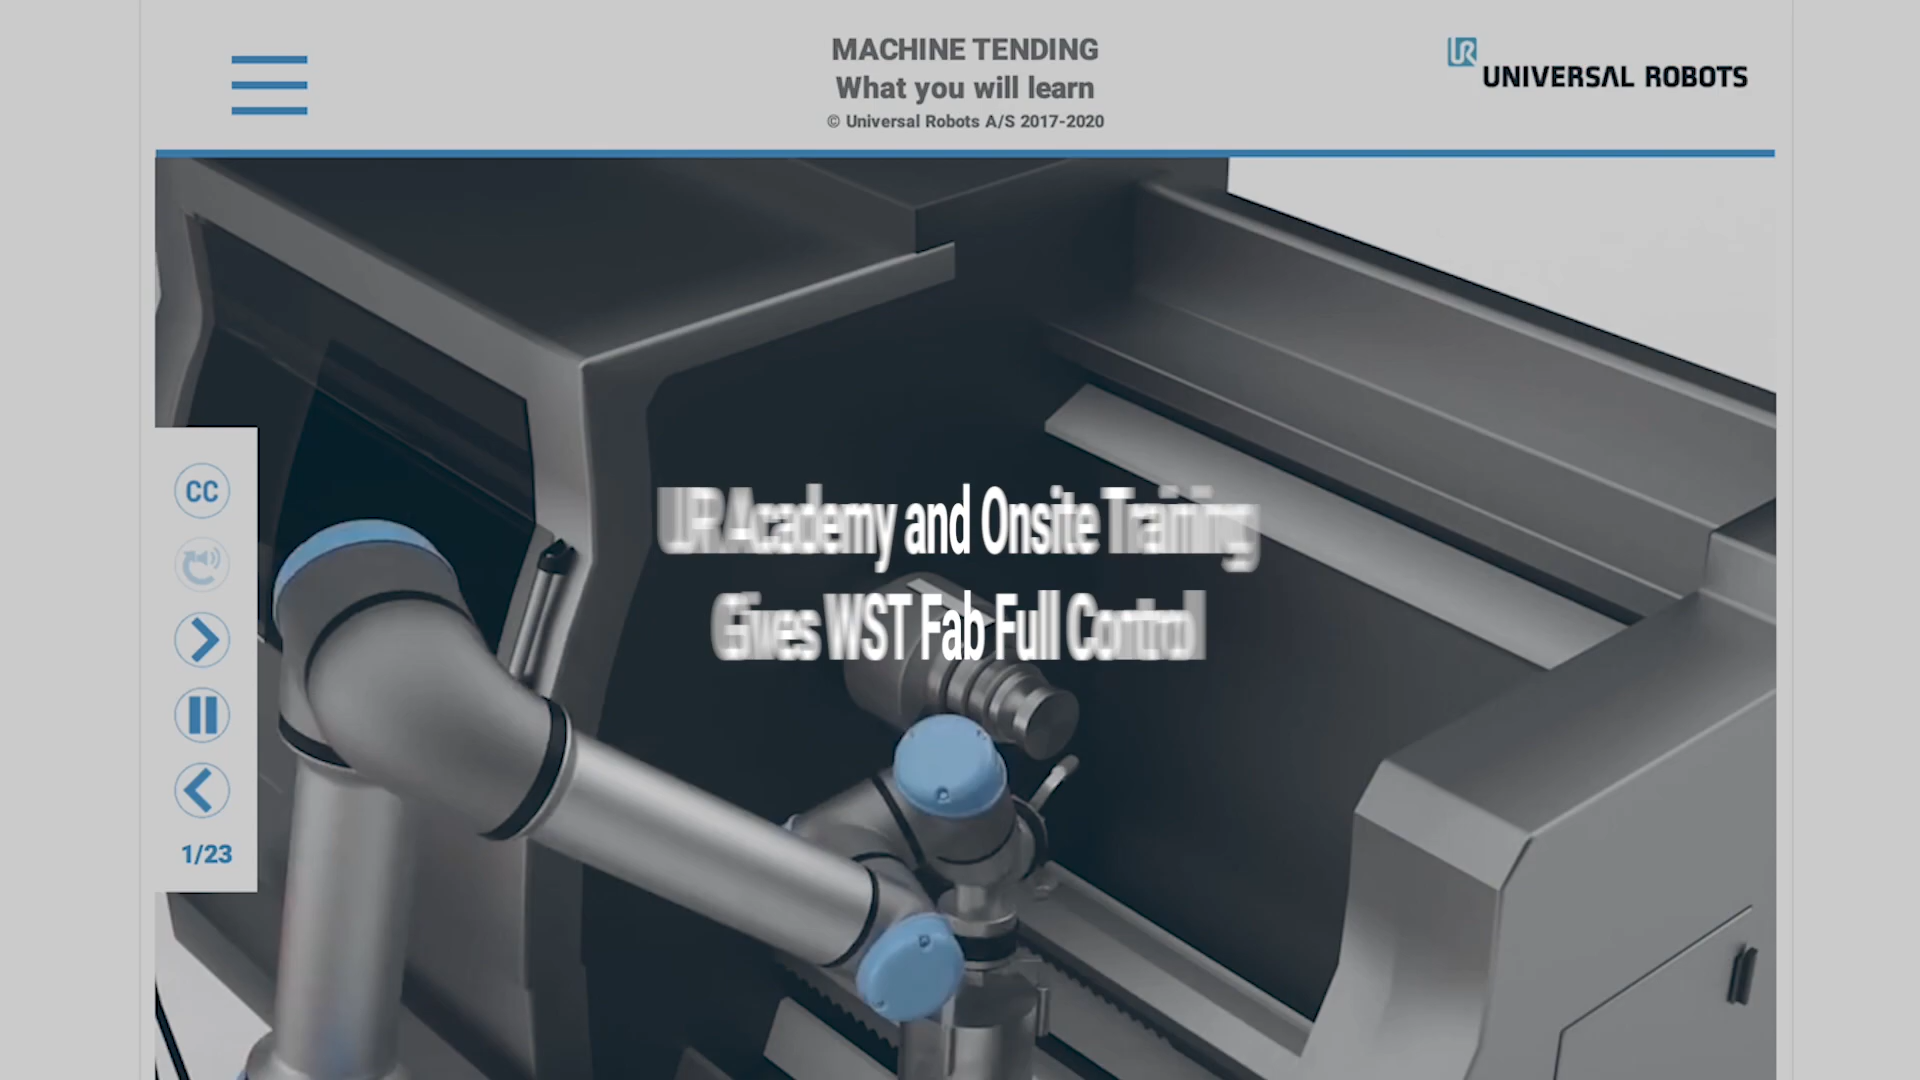 MACHINE TENDING
What you will learn
© Universal Robots A/S 2017-2020
UR
UNIVERSAL ROBOTS
UR Academy and Onsite Training
Gives WST Fab Full Control
CC
1/23